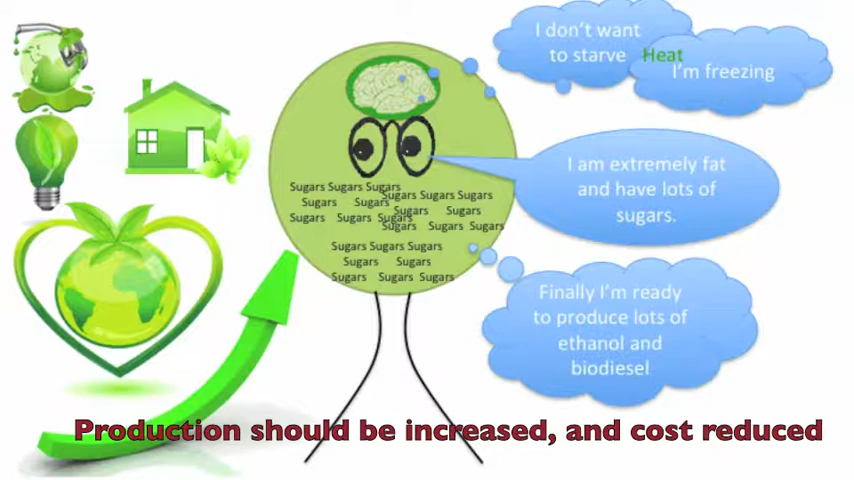 I don't want
to starve
Heat
I'm freezing
I am extremely fat
and have lots of
sugars.
Sugars Sugars Sugars
Sugars Sugars Sugars
Sugars Sugars
Sugars Sugars
Sugars Sugars Sugars
Sugars Sugars Sugars
Sugars Sugars Sugars
Sugars Sugars
Sugars Sugars Sugars
Finally I'm ready
to produce lots of
ethanol and
biodiesel
Production should be increased, and cost reduced